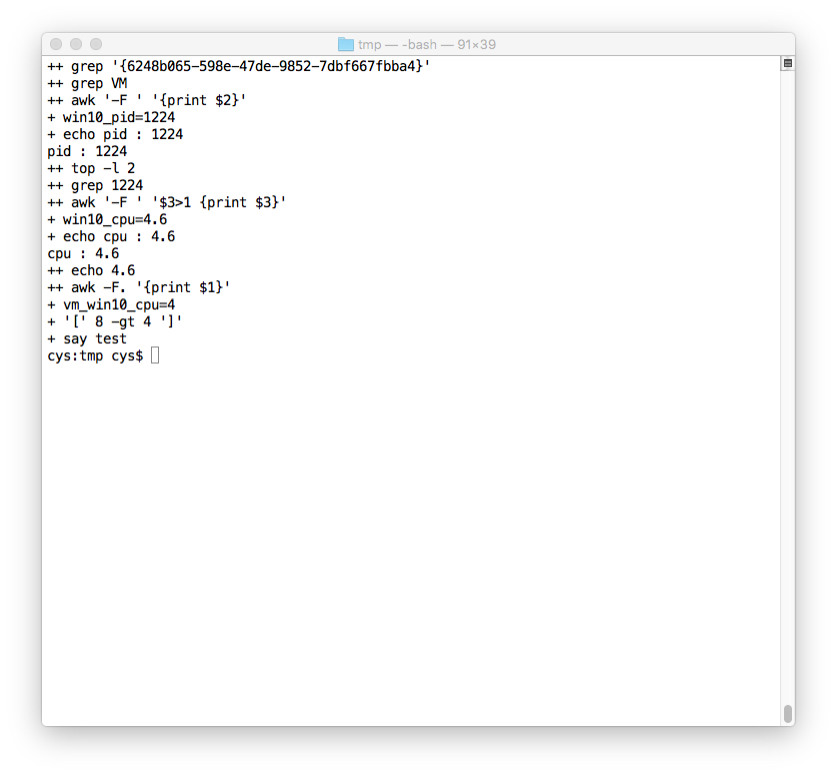 tmp — -bash — 91×39
++ grep '{6248b065-598e-47de-9852-7dbf667fbba4}'
++ grep VM
++ awk '-F ' '{print $2}'
+ win10_pid=1224
+ echo pid : 1224
pid : 1224
++ top -l 2
++ grep 1224
++ awk '-F ' '$3>1 {print $3}'
+ win10_cpu=4.6
+ echo cpu : 4.6
cpu : 4.6
++ echo 4.6
++ awk -F. '{print $1}'
+ vm_win10_cpu=4
+ '[' 8 -gt 4 ']'
+ say test
cys:tmp cys$